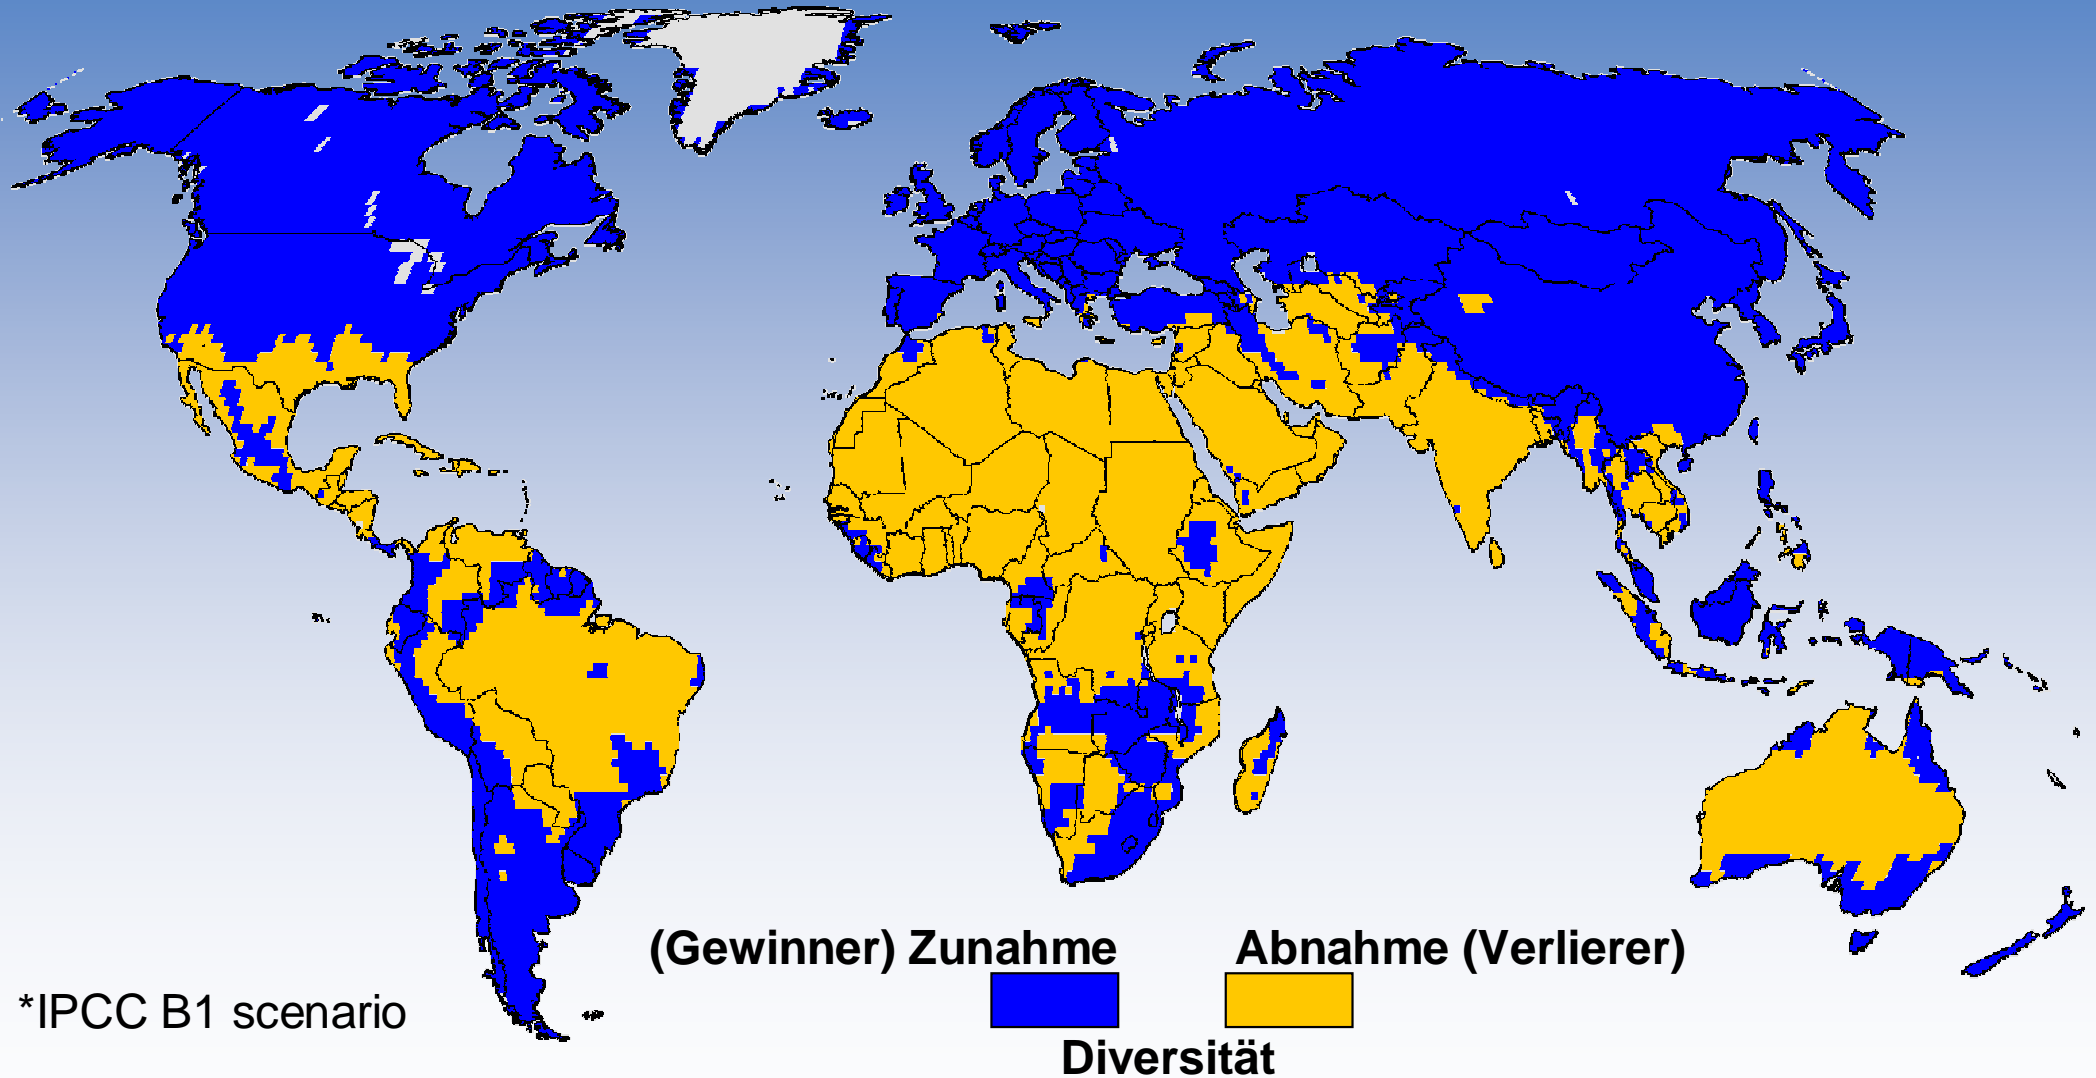 (Gewinner) Zunahme
Abnahme (Verlierer)
*IPCC B1 scenario
Diversität